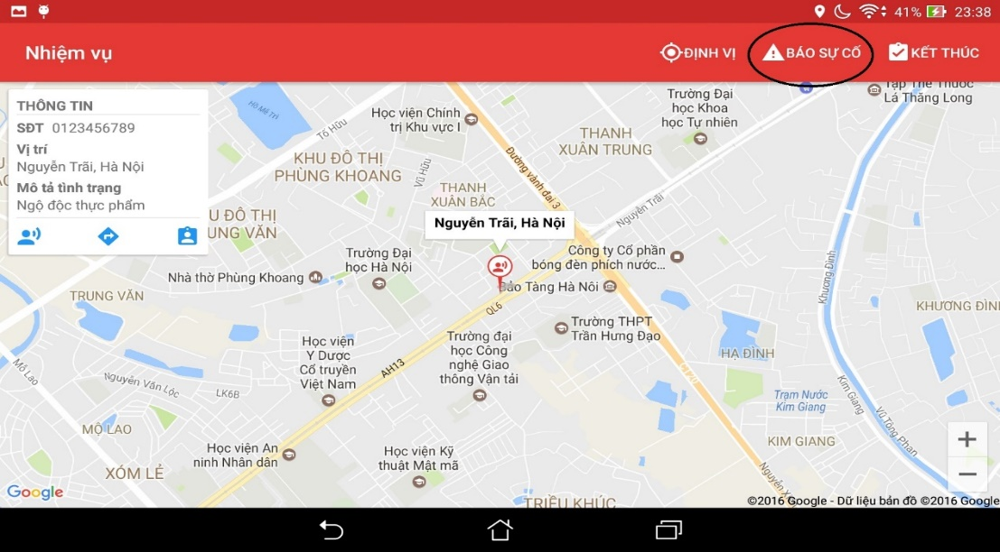 41% 23:38
Nhiệm vụ
ĐỊNH VỊ
BÁO SỰ CỐ
KẾT THÚC
THÔNG TIN
SĐT 0123456789
Vị trí
Nguyễn Trãi, Hà Nội
Mô tả tình trạng
Ngộ độc thực phẩm
Hồ Mễ Trì
Tố Hữu
Học viện Chính
trị Khu vực I
Trường Đại
học Khoa
học Tự nhiên
Tập Thể Thuốc
Lá Thăng Long
THANH
XUÂN TRUNG
KHU ĐÔ THỊ
PHÙNG KHOANG
Vũ Hữu
Đường vành đai 3
THANH
XUÂN BẮC
Nguyễn Trãi
U ĐÔ THỊ
UNG VĂN
Nguyễn Trãi, Hà Nội
Trường Đại
học Hà Nội
Công ty Cổ phần
bóng đèn phích nước...
Nhà thờ Phùng Khoang
Bảo Tàng Hà Nội
Khương Đình
TRUNG VĂN
QL6
KHƯƠNG ĐÌN
Trường THPT
Trần Hưng Đạo
Học viện
Y Dược
Cổ truyền
Việt Nam
Trường đại
học Công
nghệ Giao
thông Vận tải
HẠ ĐÌNH
AH13
Mỗ Lao
Nguyễn Văn Lộc
LK6B
Trạm Nước
Kim Giang
Kim Giang
Vũ Tông Phan
MỘ LAO
KIM GIANG
Học viện An
ninh Nhân dân
Học viện Kỹ
thuật Mật mã
XÓM LẺ
Nguyễn X
TRIỀU KHÚC
+
−
Google
©2016 Google - Dữ liệu bản đồ ©2016 Google